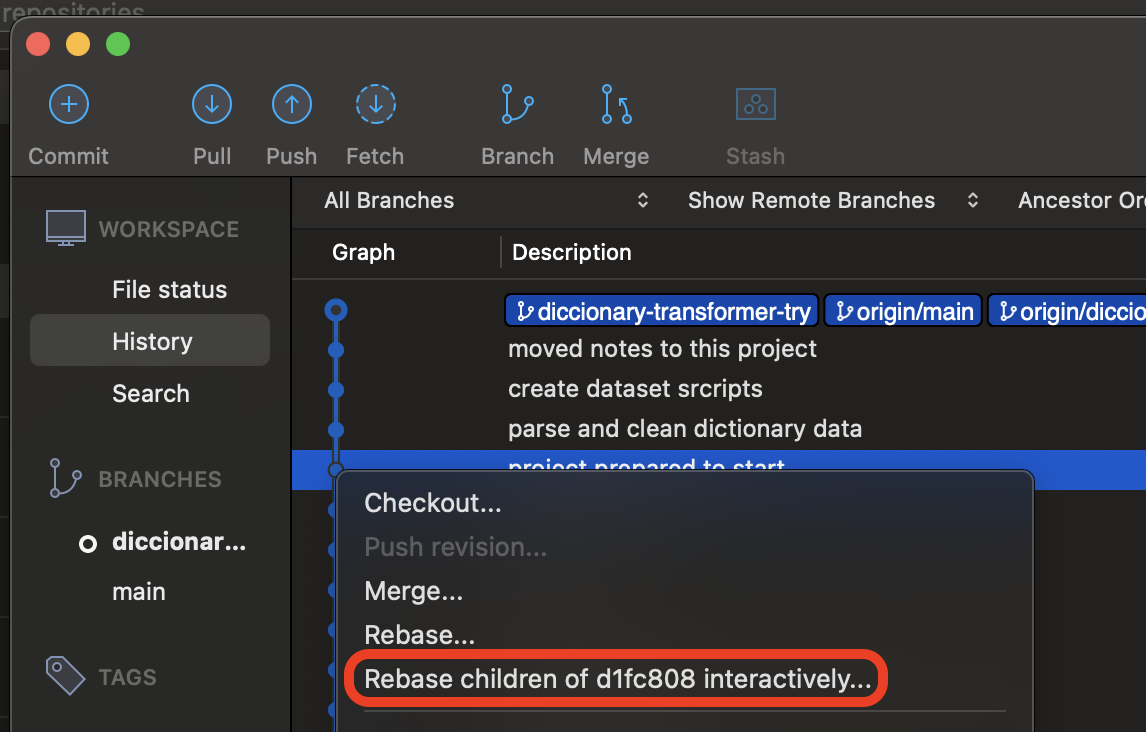 repositories
Commit Pull Push Fetch Branch Merge Stash
All Branches Show Remote Branches Ancestor Or
WORKSPACE
Graph Description
File status
diccionary-transformer-try origin/main origin/diccio
History
moved notes to this project
Search
create dataset srcripts
parse and clean dictionary data
BRANCHES
project prepared to start
Checkout...
diccionar...
Push revision...
main
Merge...
Rebase...
TAGS
Rebase children of d1fc808 interactively...